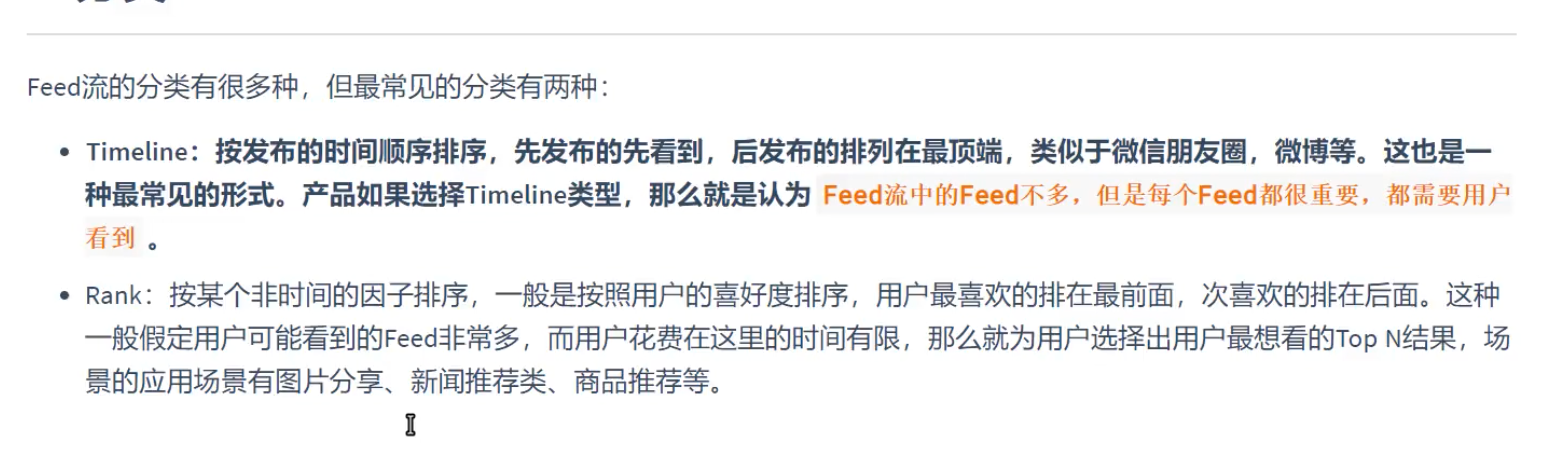 Feed流的分类有很多种，但最常见的分类有两种：
• Timeline：按发布的时间顺序排序，先发布的先看到，后发布的排列在最顶端，类似于微信朋友圈，微博等。这也是一
种最常见的形式。产品如果选择Timeline类型，那么就是认为 Feed流中的Feed不多，但是每个Feed都很重要，都需要用户
看到 。
• Rank：按某个非时间的因子排序，一般是按照用户的喜好度排序，用户最喜欢的排在最前面，次喜欢的排在后面。这种
一般假定用户可能看到的Feed非常多，而用户花费在这里的时间有限，那么就为用户选择出用户最想看的Top N结果，场
景的应用场景有图片分享、新闻推荐类、商品推荐等。